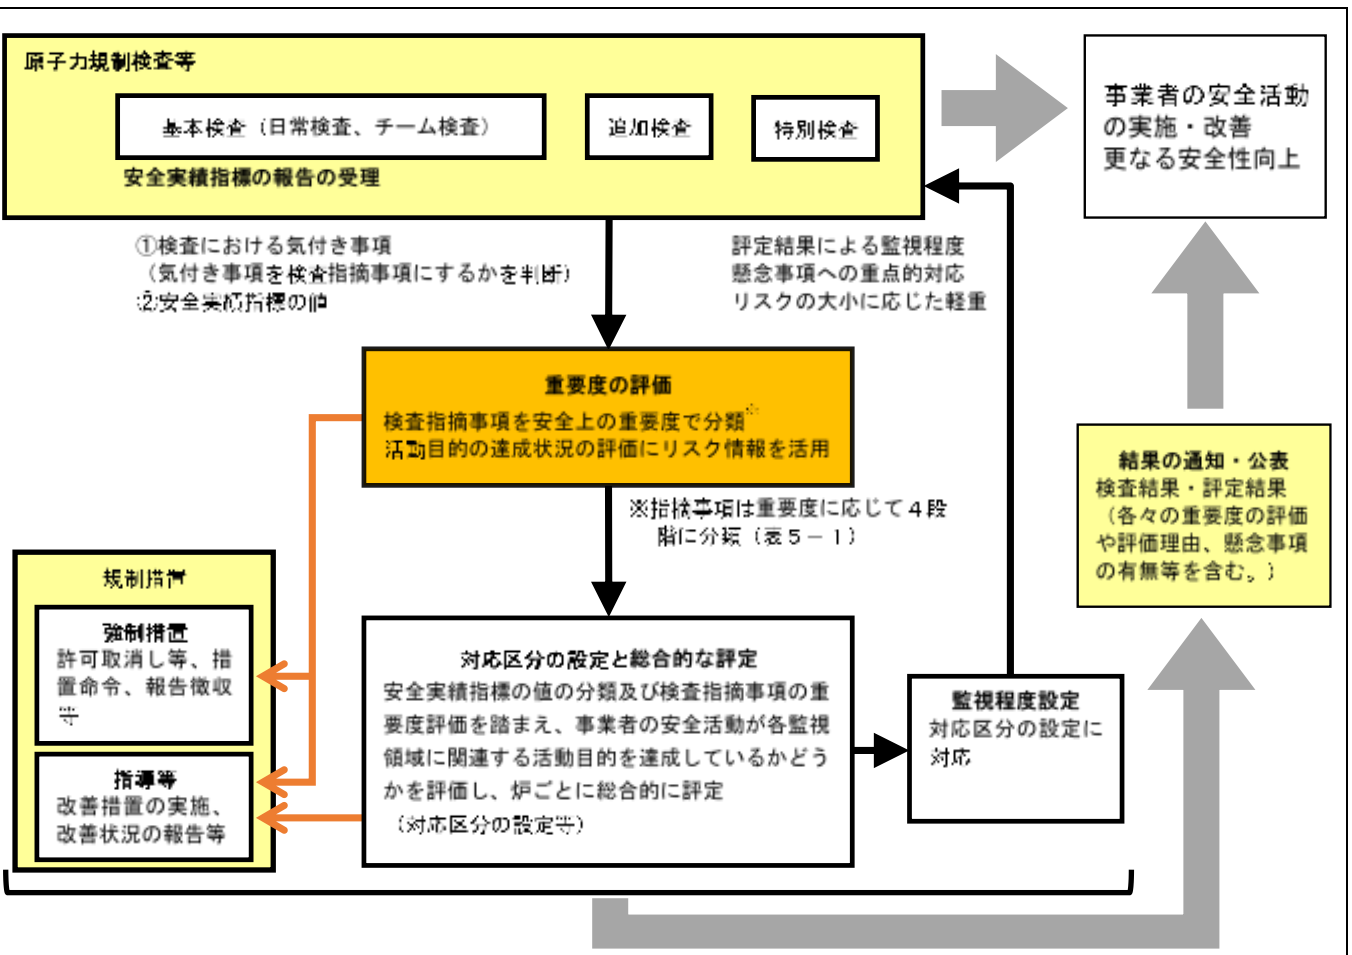 原子力規制検査等
基本検査（日常検査、チーム検査）
追加検査
特別検査
安全実績指標の報告の受理
事業者の安全活動
の実施・改善
更なる安全性向上
①検査における気付き事項
（気付き事項を検査指摘事項にするかを判断）
②安全実績指標の値
評定結果による監視程度
懸念事項への重点的対応
リスクの大小に応じた軽重
重要度の評価
検査指摘事項を安全上の重要度で分類※
活動目的の達成状況の評価にリスク情報を活用
※指摘事項は重要度に応じて４段
階に分類（表５－１）
結果の通知・公表
検査結果・評定結果
（各々の重要度の評価
や評価理由、懸念事項
の有無等を含む。）
規制措置
強制措置
許可取消し等、措
置命令、報告徴収
等
指導等
改善措置の実施、
改善状況の報告等
対応区分の設定と総合的な評定
安全実績指標の値の分類及び検査指摘事項の重
要度評価を踏まえ、事業者の安全活動が各監視
領域に関連する活動目的を達成しているかどう
かを評価し、炉ごとに総合的に評定
（対応区分の設定等）
監視程度設定
対応区分の設定に
対応